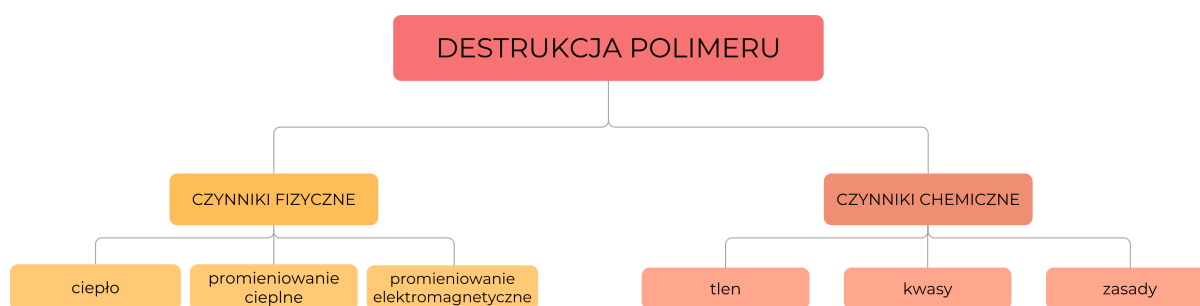 DESTRUKCJA POLIMERU
CZYNNIKI FIZYCZNE
CZYNNIKI CHEMICZNE
ciepło
promieniowanie
cieplne
promieniowanie
elektromagnetyczne
tlen
kwasy
zasady